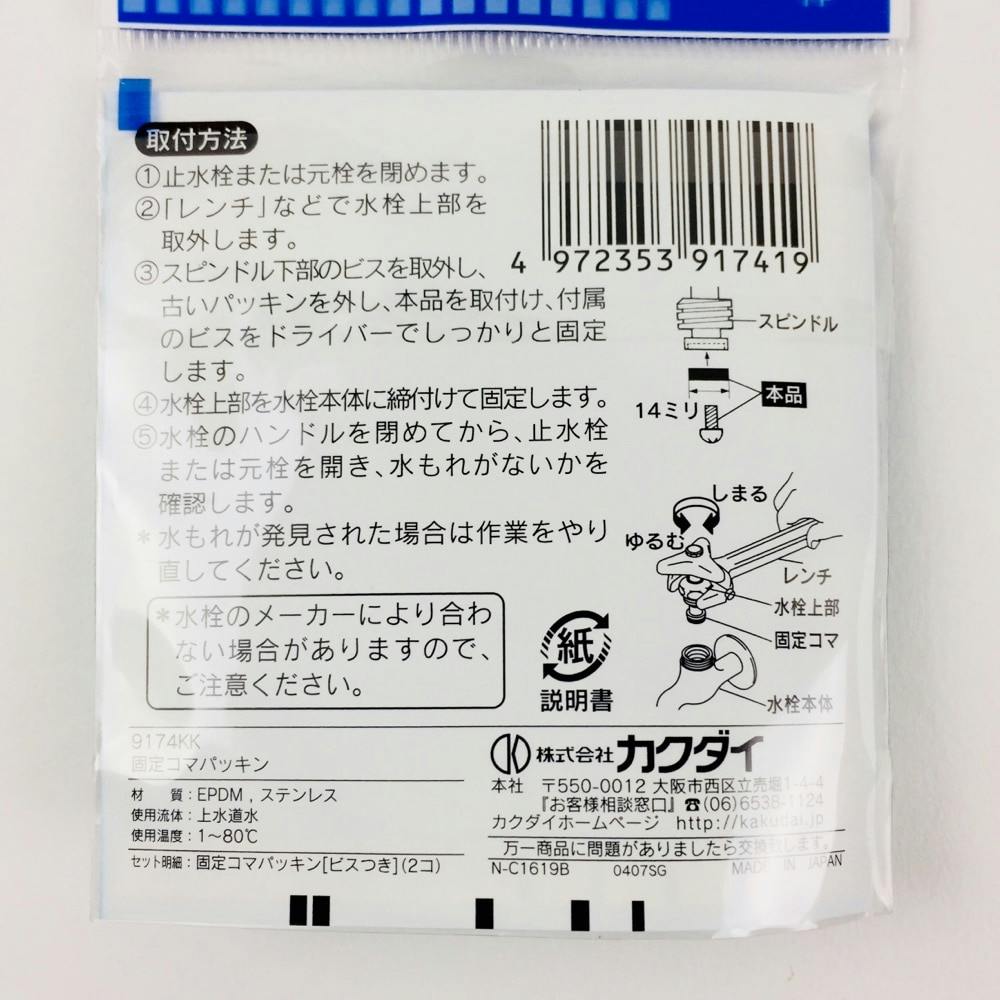 取付方法
①止水栓または元栓を閉めます。
②「レンチ」などで水栓上部を
取外します。
③スピンドル下部のビスを取外し、
古いパッキンを外し、本品を取付け、付属
のビスをドライバーでしっかりと固定
します。
④水栓上部を水栓本体に締付けて固定します。
⑤水栓のハンドルを閉めてから、止水栓
または元栓を開き、水もれがないかを
確認します。
*水もれが発見された場合は作業をやり
直してください。
*水栓のメーカーにより合わ
ない場合がありますので、
ご注意ください。
4 972353 917419
スピンドル
本品
14ミリ
しまる
ゆるむ
レンチ
水栓上部
固定コマ
水栓本体
紙
説明書
9174KK
固定コマパッキン
材　質：EPDM , ステンレス
使用流体：上水道水
使用温度：1～80℃
セット明細：固定コマパッキン[ビスつき](2コ)
株式会社カクダイ
本社 〒550-0012 大阪市西区立売堀1-4-4
『お客様相談窓口』☎(06)6538-1124
カクダイホームページ http://kakudai.jp
万一商品に問題がありましたら交換致します。
N-C1619B 0407SG MADE IN JAPAN